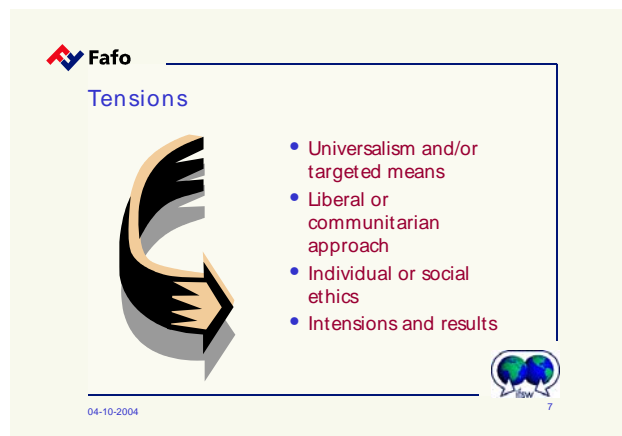 Fafo
Tensions
• Universalism and/or
targeted means
• Liberal or
communitarian
approach
• Individual or social
ethics
• Intensions and results
ifsw
04-10-2004
7